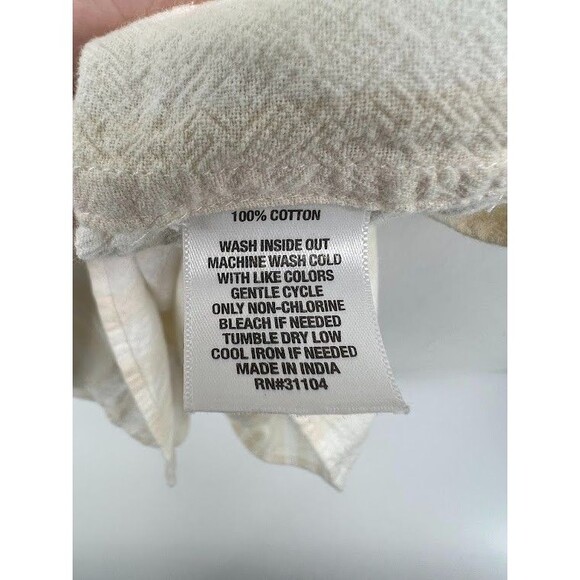 100% COTTON
WASH INSIDE OUT
MACHINE WASH COLD
WITH LIKE COLORS
GENTLE CYCLE
ONLY NON-CHLORINE
BLEACH IF NEEDED
TUMBLE DRY LOW
COOL IRON IF NEEDED
MADE IN INDIA
RN#31104